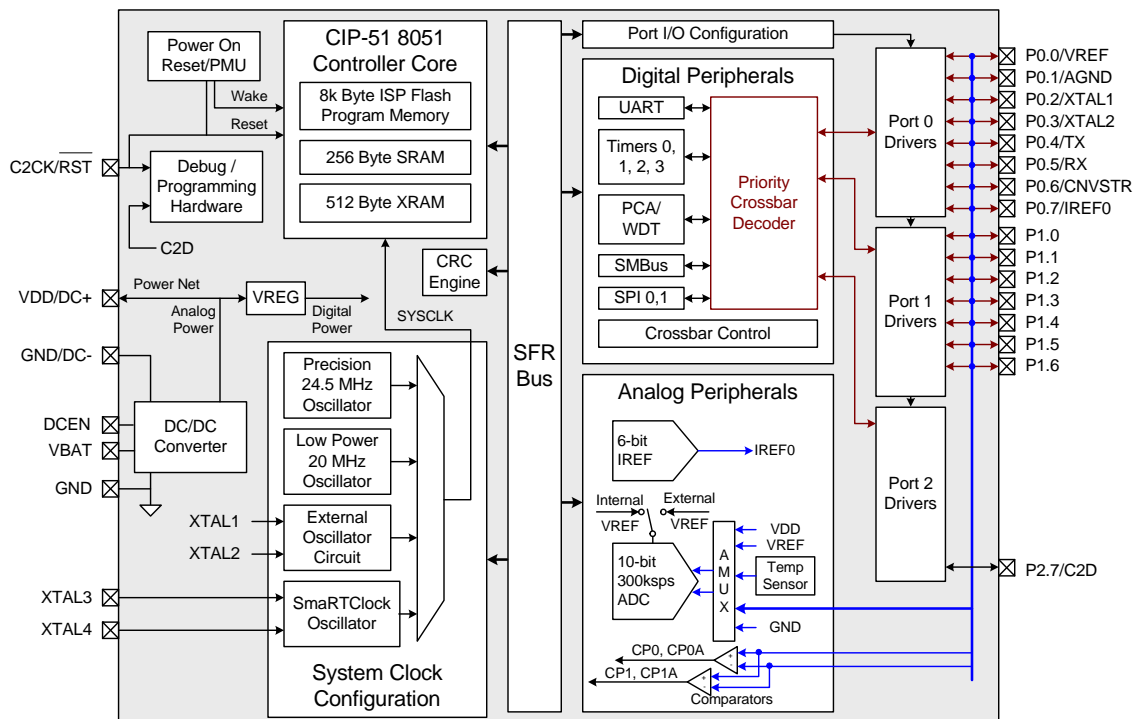 Power On
Reset/PMU
Wake
Reset
C2CK/RST
Debug /
Programming
Hardware
C2D
VDD/DC+
Power Net
Analog
Power
VREG
Digital
Power
GND/DC-
DCEN
VBAT
GND
DC/DC
Converter
XTAL1
XTAL2
XTAL3
XTAL4
CIP-51 8051
Controller Core
8k Byte ISP Flash
Program Memory
256 Byte SRAM
512 Byte XRAM
CRC
Engine
SYSCLK
Precision
24.5 MHz
Oscillator
Low Power
20 MHz
Oscillator
External
Oscillator
Circuit
SmaRTClock
Oscillator
System Clock
Configuration
SFR
Bus
Port I/O Configuration
Digital Peripherals
UART
Timers 0,
1, 2, 3
PCA/
WDT
SMBus
SPI 0,1
Priority
Crossbar
Decoder
Crossbar Control
Analog Peripherals
6-bit
IREF
IREF0
Internal
VREF
External
VREF
10-bit
300ksps
ADC
A
M
U
X
VDD
VREF
Temp
Sensor
GND
CP0, CP0A
+
-
CP1, CP1A
+
-
Comparators
Port 0
Drivers
Port 1
Drivers
Port 2
Drivers
P0.0/VREF
P0.1/AGND
P0.2/XTAL1
P0.3/XTAL2
P0.4/TX
P0.5/RX
P0.6/CNVSTR
P0.7/IREF0
P1.0
P1.1
P1.2
P1.3
P1.4
P1.5
P1.6
P2.7/C2D